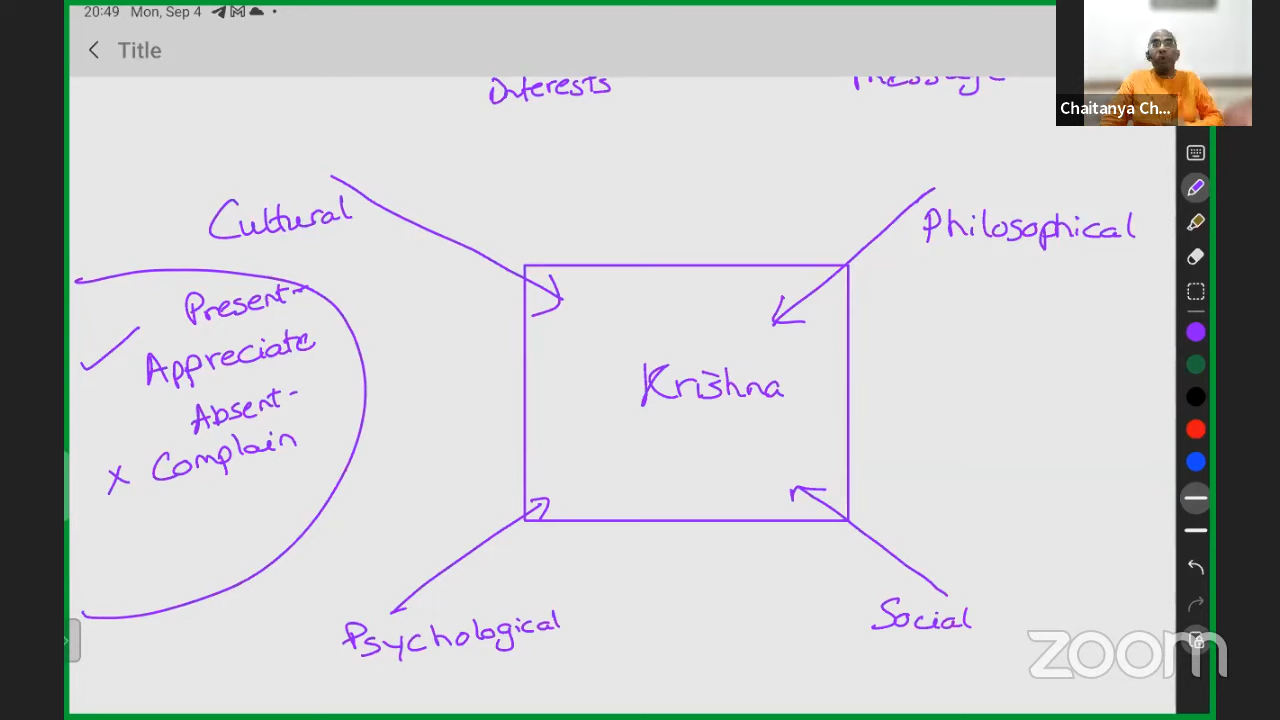 20:49 Mon, Sep 4
Title
Interests
Message
Chaitanya Ch...
Cultural
Philosophical
Present-
Appreciate
Absent-
Complain
Krishna
Psychological
Social
zoom